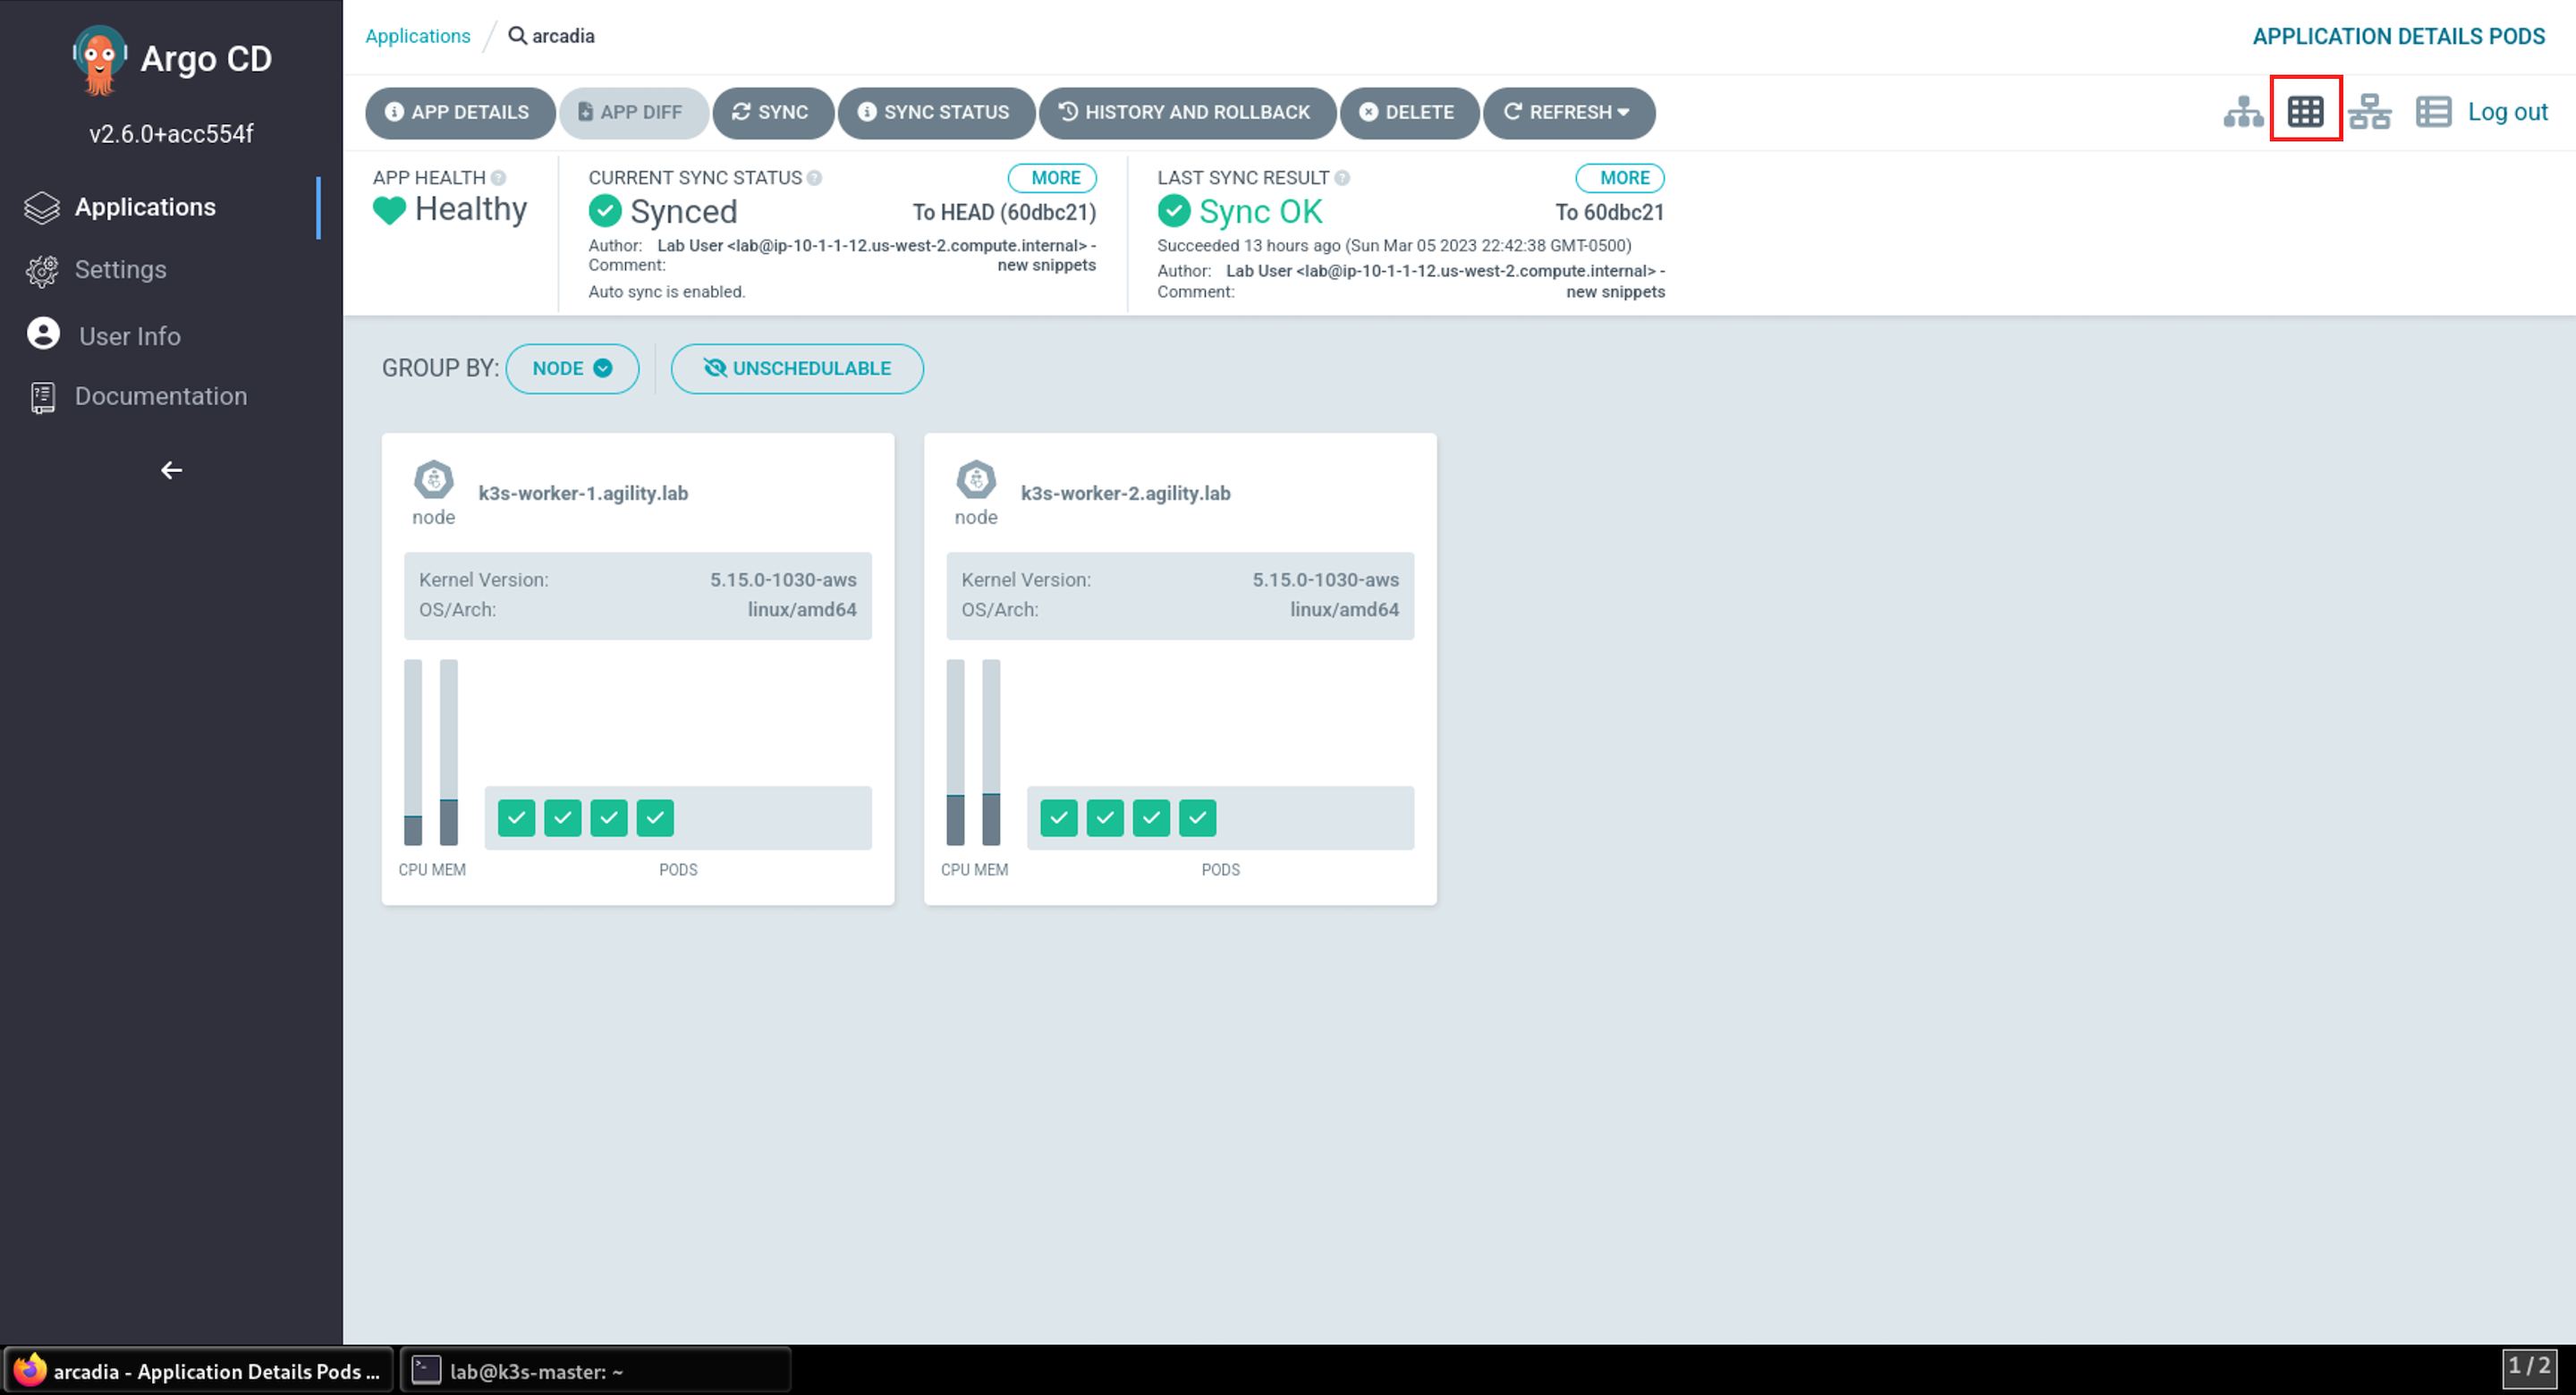 Argo CD
v2.6.0+acc554f
Applications
Settings
User Info
Documentation
Applications / arcadia
APPLICATION DETAILS PODS
APP DETAILS
APP DIFF
SYNC
SYNC STATUS
HISTORY AND ROLLBACK
DELETE
REFRESH
Log out
APP HEALTH
Healthy
CURRENT SYNC STATUS
MORE
Synced
To HEAD (60dbc21)
Author: Lab User <lab@ip-10-1-1-12.us-west-2.compute.internal> -
Comment: new snippets
Auto sync is enabled.
LAST SYNC RESULT
MORE
Sync OK
To 60dbc21
Succeeded 13 hours ago (Sun Mar 05 2023 22:42:38 GMT-0500)
Author: Lab User <lab@ip-10-1-1-12.us-west-2.compute.internal> -
Comment: new snippets
GROUP BY: NODE
UNSCHEDULABLE
k3s-worker-1.agility.lab
node
Kernel Version: 5.15.0-1030-aws
OS/Arch: linux/amd64
CPU MEM PODS
k3s-worker-2.agility.lab
node
Kernel Version: 5.15.0-1030-aws
OS/Arch: linux/amd64
CPU MEM PODS
arcadia - Application Details Pods ...
lab@k3s-master: ~
1 / 2